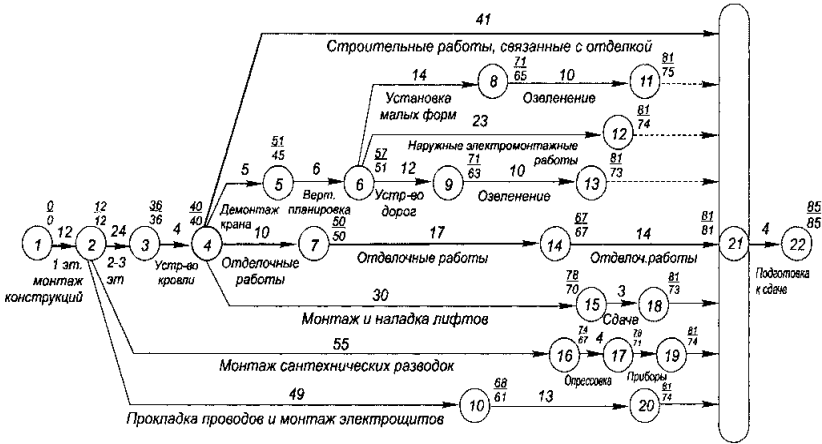 41
Строительные работы, связанные с отделкой
14
8
71
65
10
11
81
75
Установка
малых форм
Озеленение
23
12
81
74
Наружные электромонтажные
работы
51
45
5
5
6
6
57
51
12
9
71
63
10
13
81
73
Демонтаж
крана
Верт.
планировка
Устр-во
дорог
Озеленение
0
0
1
12
12
12
2
24
36
36
3
4
40
40
4
10
7
50
50
17
14
67
67
14
81
81
21
4
85
85
22
1 эт.
монтаж
конструкций
2-3
эт
Устр-во
кровли
Отделочные
работы
Отделочные работы
Отделоч.работы
Подготовка
к сдаче
30
78
70
15
3
18
81
73
Монтаж и наладка лифтов
Сдача
55
16
74
67
4
17
78
71
19
81
74
Монтаж сантехнических разводок
Опрессовка
Приборы
49
10
68
61
13
20
81
74
Прокладка проводов и монтаж электрощитов